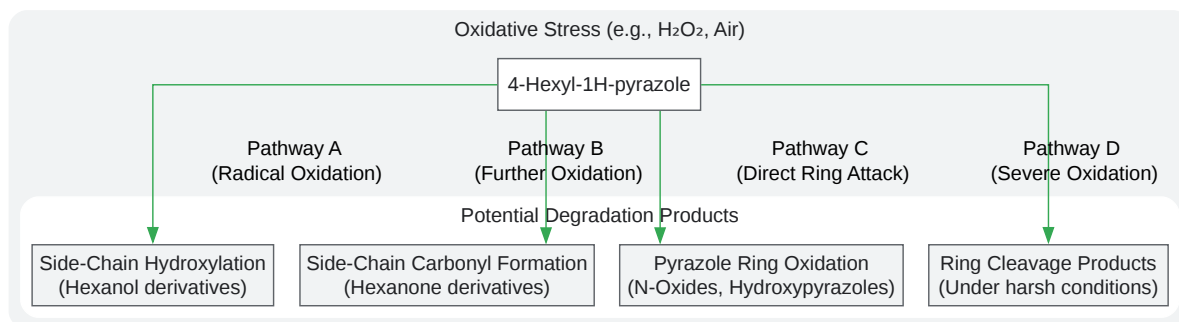 Oxidative Stress (e.g., H₂O₂, Air)
4-Hexyl-1H-pyrazole
Pathway A
(Radical Oxidation)
Pathway B
(Further Oxidation)
Pathway C
(Direct Ring Attack)
Pathway D
(Severe Oxidation)
Potential Degradation Products
Side-Chain Hydroxylation
(Hexanol derivatives)
Side-Chain Carbonyl Formation
(Hexanone derivatives)
Pyrazole Ring Oxidation
(N-Oxides, Hydroxypyrazoles)
Ring Cleavage Products
(Under harsh conditions)